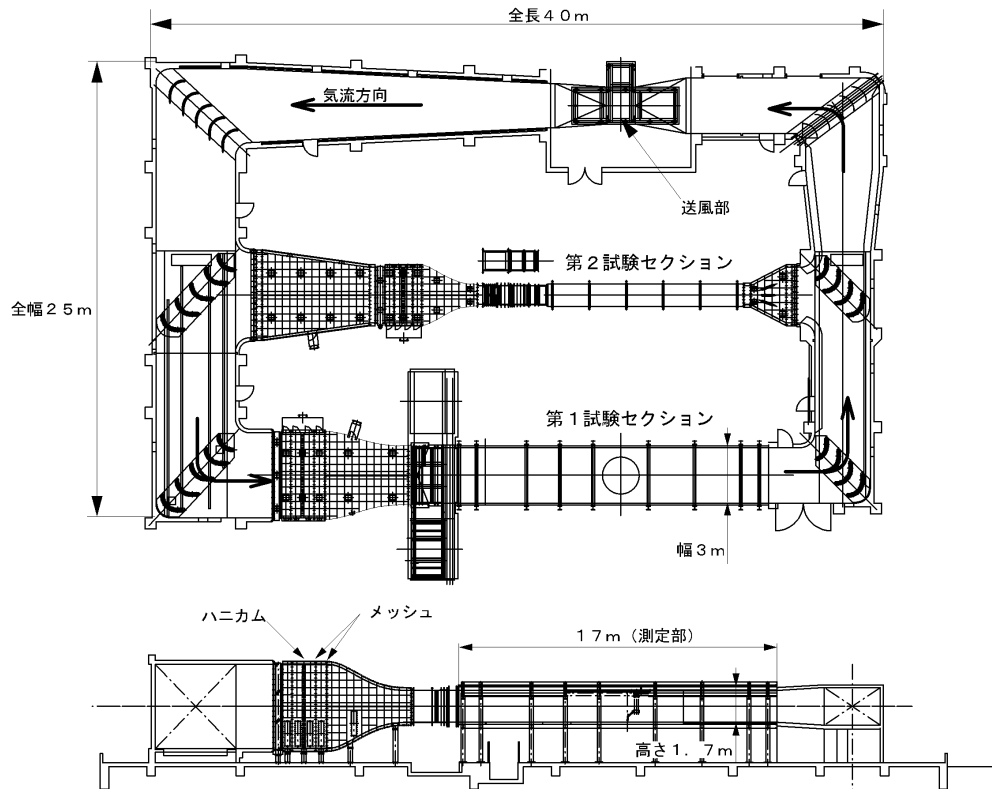 全長４０ｍ
気流方向
送風部
第２試験セクション
全幅２５ｍ
第１試験セクション
幅３ｍ
ハニカム
メッシュ
１７ｍ（測定部）
高さ１．７ｍ